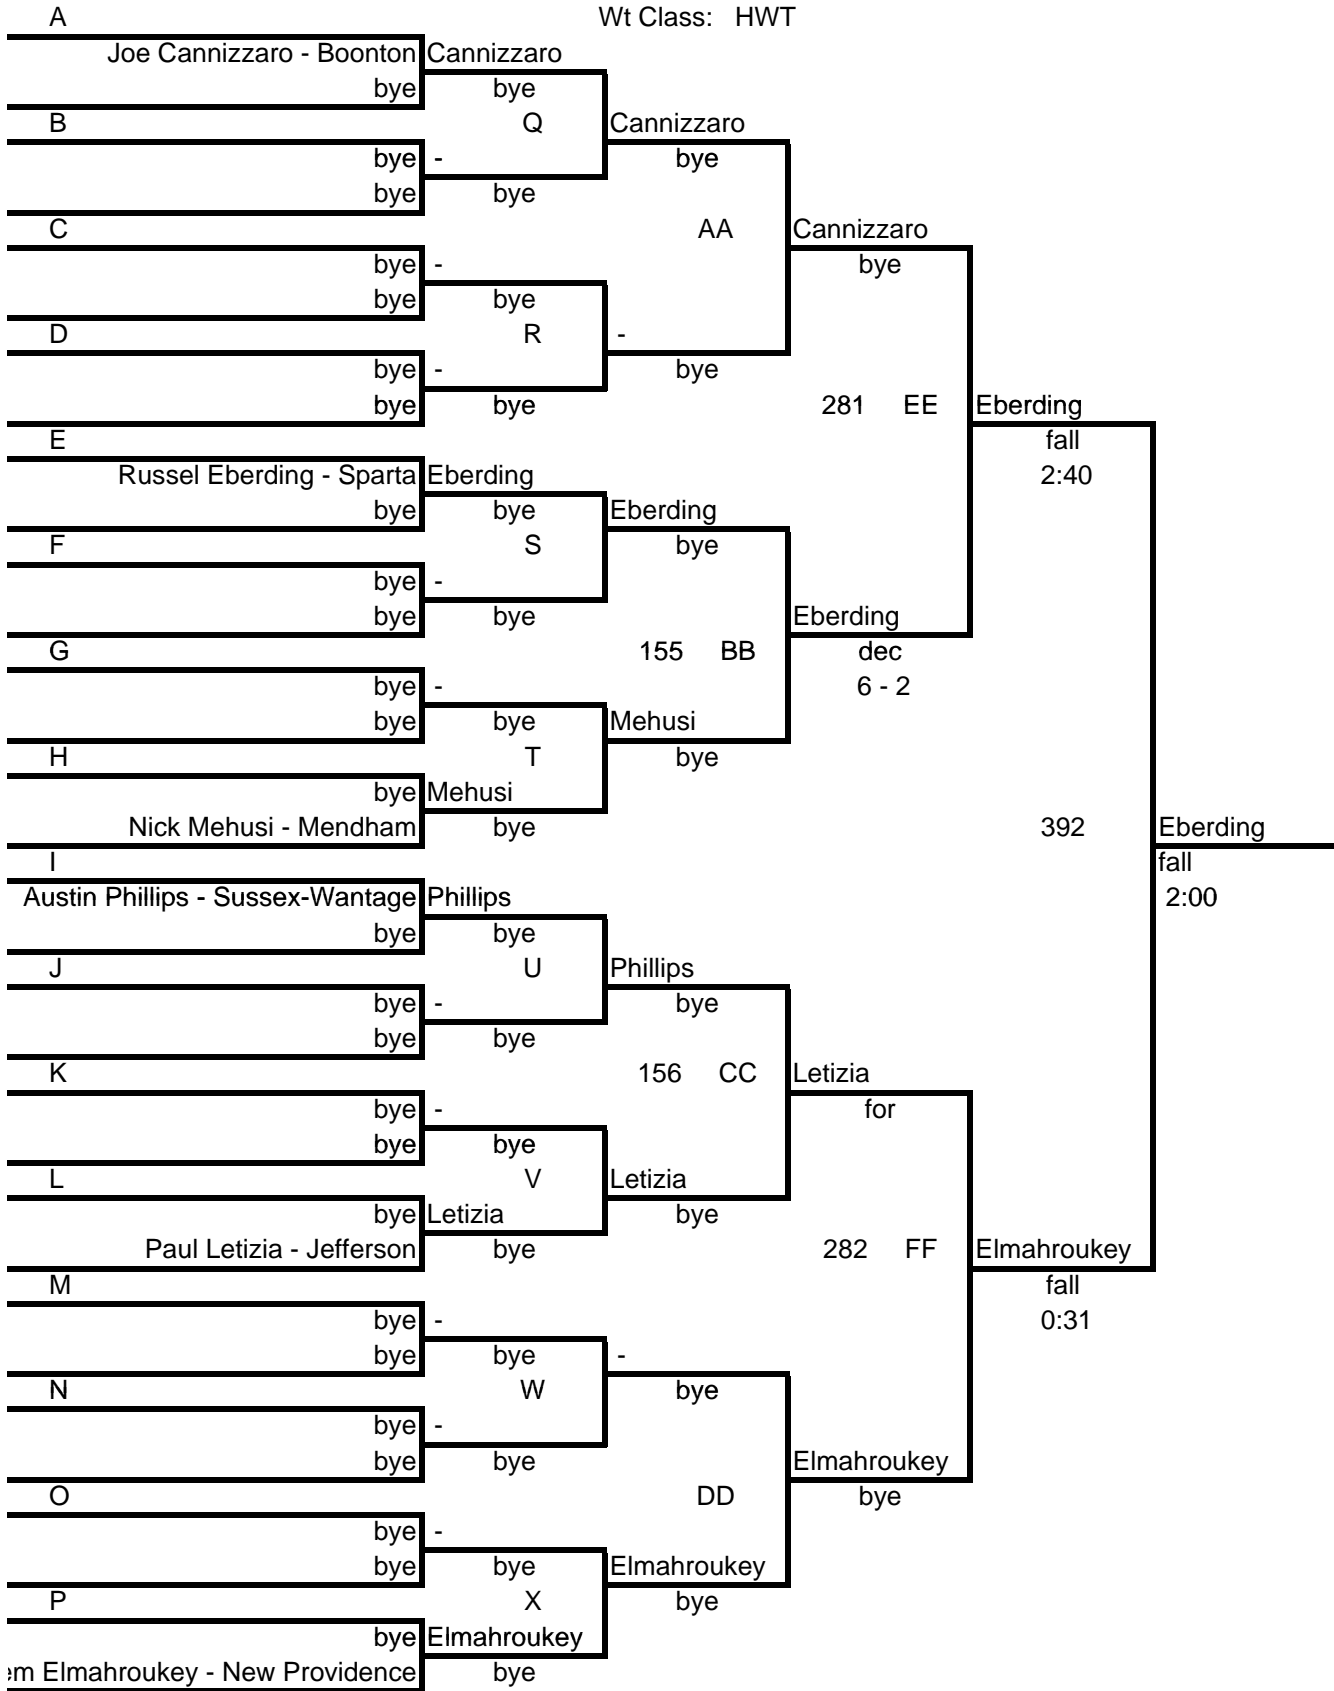 A Wt Class: HWT
Joe Cannizzaro - Boonton Cannizzaro
bye bye
B Q Cannizzaro
bye - bye
bye bye
C AA Cannizzaro
bye - bye
bye bye
D R -
bye - bye
bye bye 281 EE Eberding
E fall
Russel Eberding - Sparta Eberding 2:40
bye bye Eberding
F S bye
bye -
bye bye Eberding
G 155 BB dec
bye - 6 - 2
bye bye Mehusi
H T bye
bye Mehusi
Nick Mehusi - Mendham bye 392 Eberding
I fall
Austin Phillips - Sussex-Wantage Phillips 2:00
bye bye
J U Phillips
bye - bye
bye bye
K 156 CC Letizia
bye - for
bye bye
L V Letizia
bye Letizia bye
Paul Letizia - Jefferson bye 282 FF Elmahroukey
M fall
bye - 0:31
bye bye -
N W bye
bye -
bye bye Elmahroukey
O DD bye
bye -
bye bye Elmahroukey
P X bye
bye Elmahroukey
Elmahroukey - New Providence bye